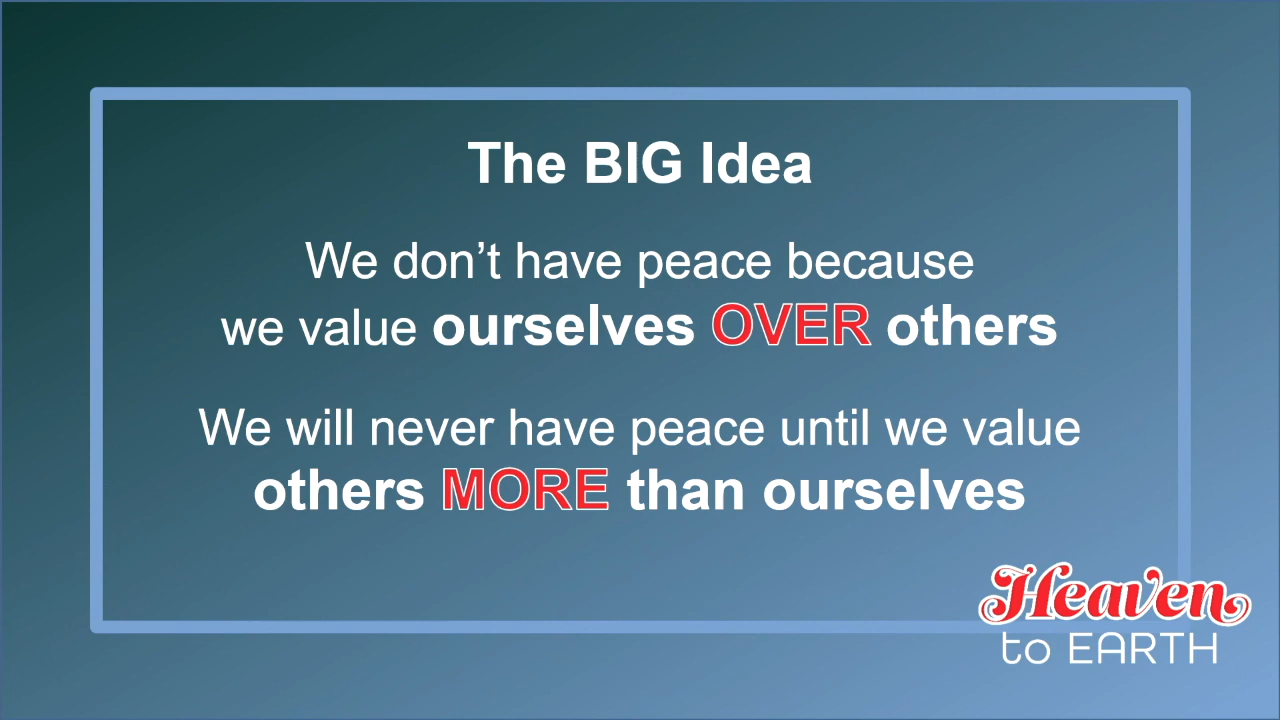 The BIG Idea
We don’t have peace because
we value ourselves OVER others
We will never have peace until we value
others MORE than ourselves
Heaven
to EARTH